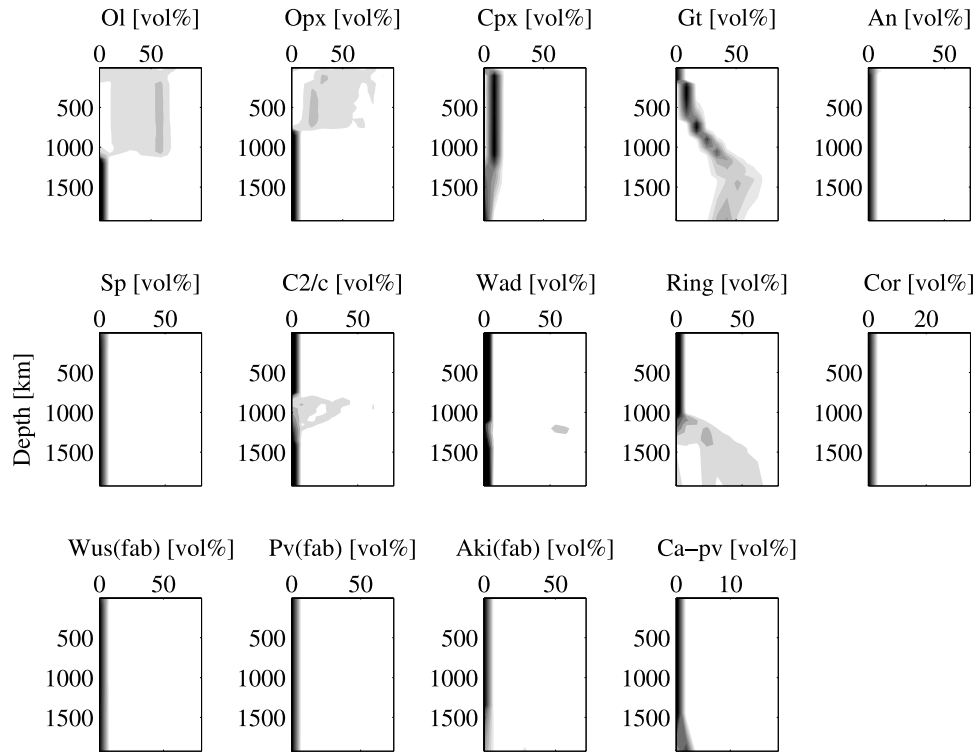 Ol [vol%] Opx [vol%] Cpx [vol%] Gt [vol%] An [vol%]
0 50 0 50 0 50 0 50 0 50
500 500 500 500 500
1000 1000 1000 1000 1000
1500 1500 1500 1500 1500
Sp [vol%] C2/c [vol%] Wad [vol%] Ring [vol%] Cor [vol%]
0 50 0 50 0 50 0 50 0 20
Depth [km]
500 500 500 500 500
1000 1000 1000 1000 1000
1500 1500 1500 1500 1500
Wus(fab) [vol%] Pv(fab) [vol%] Aki(fab) [vol%] Ca−pv [vol%]
0 50 0 50 0 50 0 10
500 500 500 500
1000 1000 1000 1000
1500 1500 1500 1500